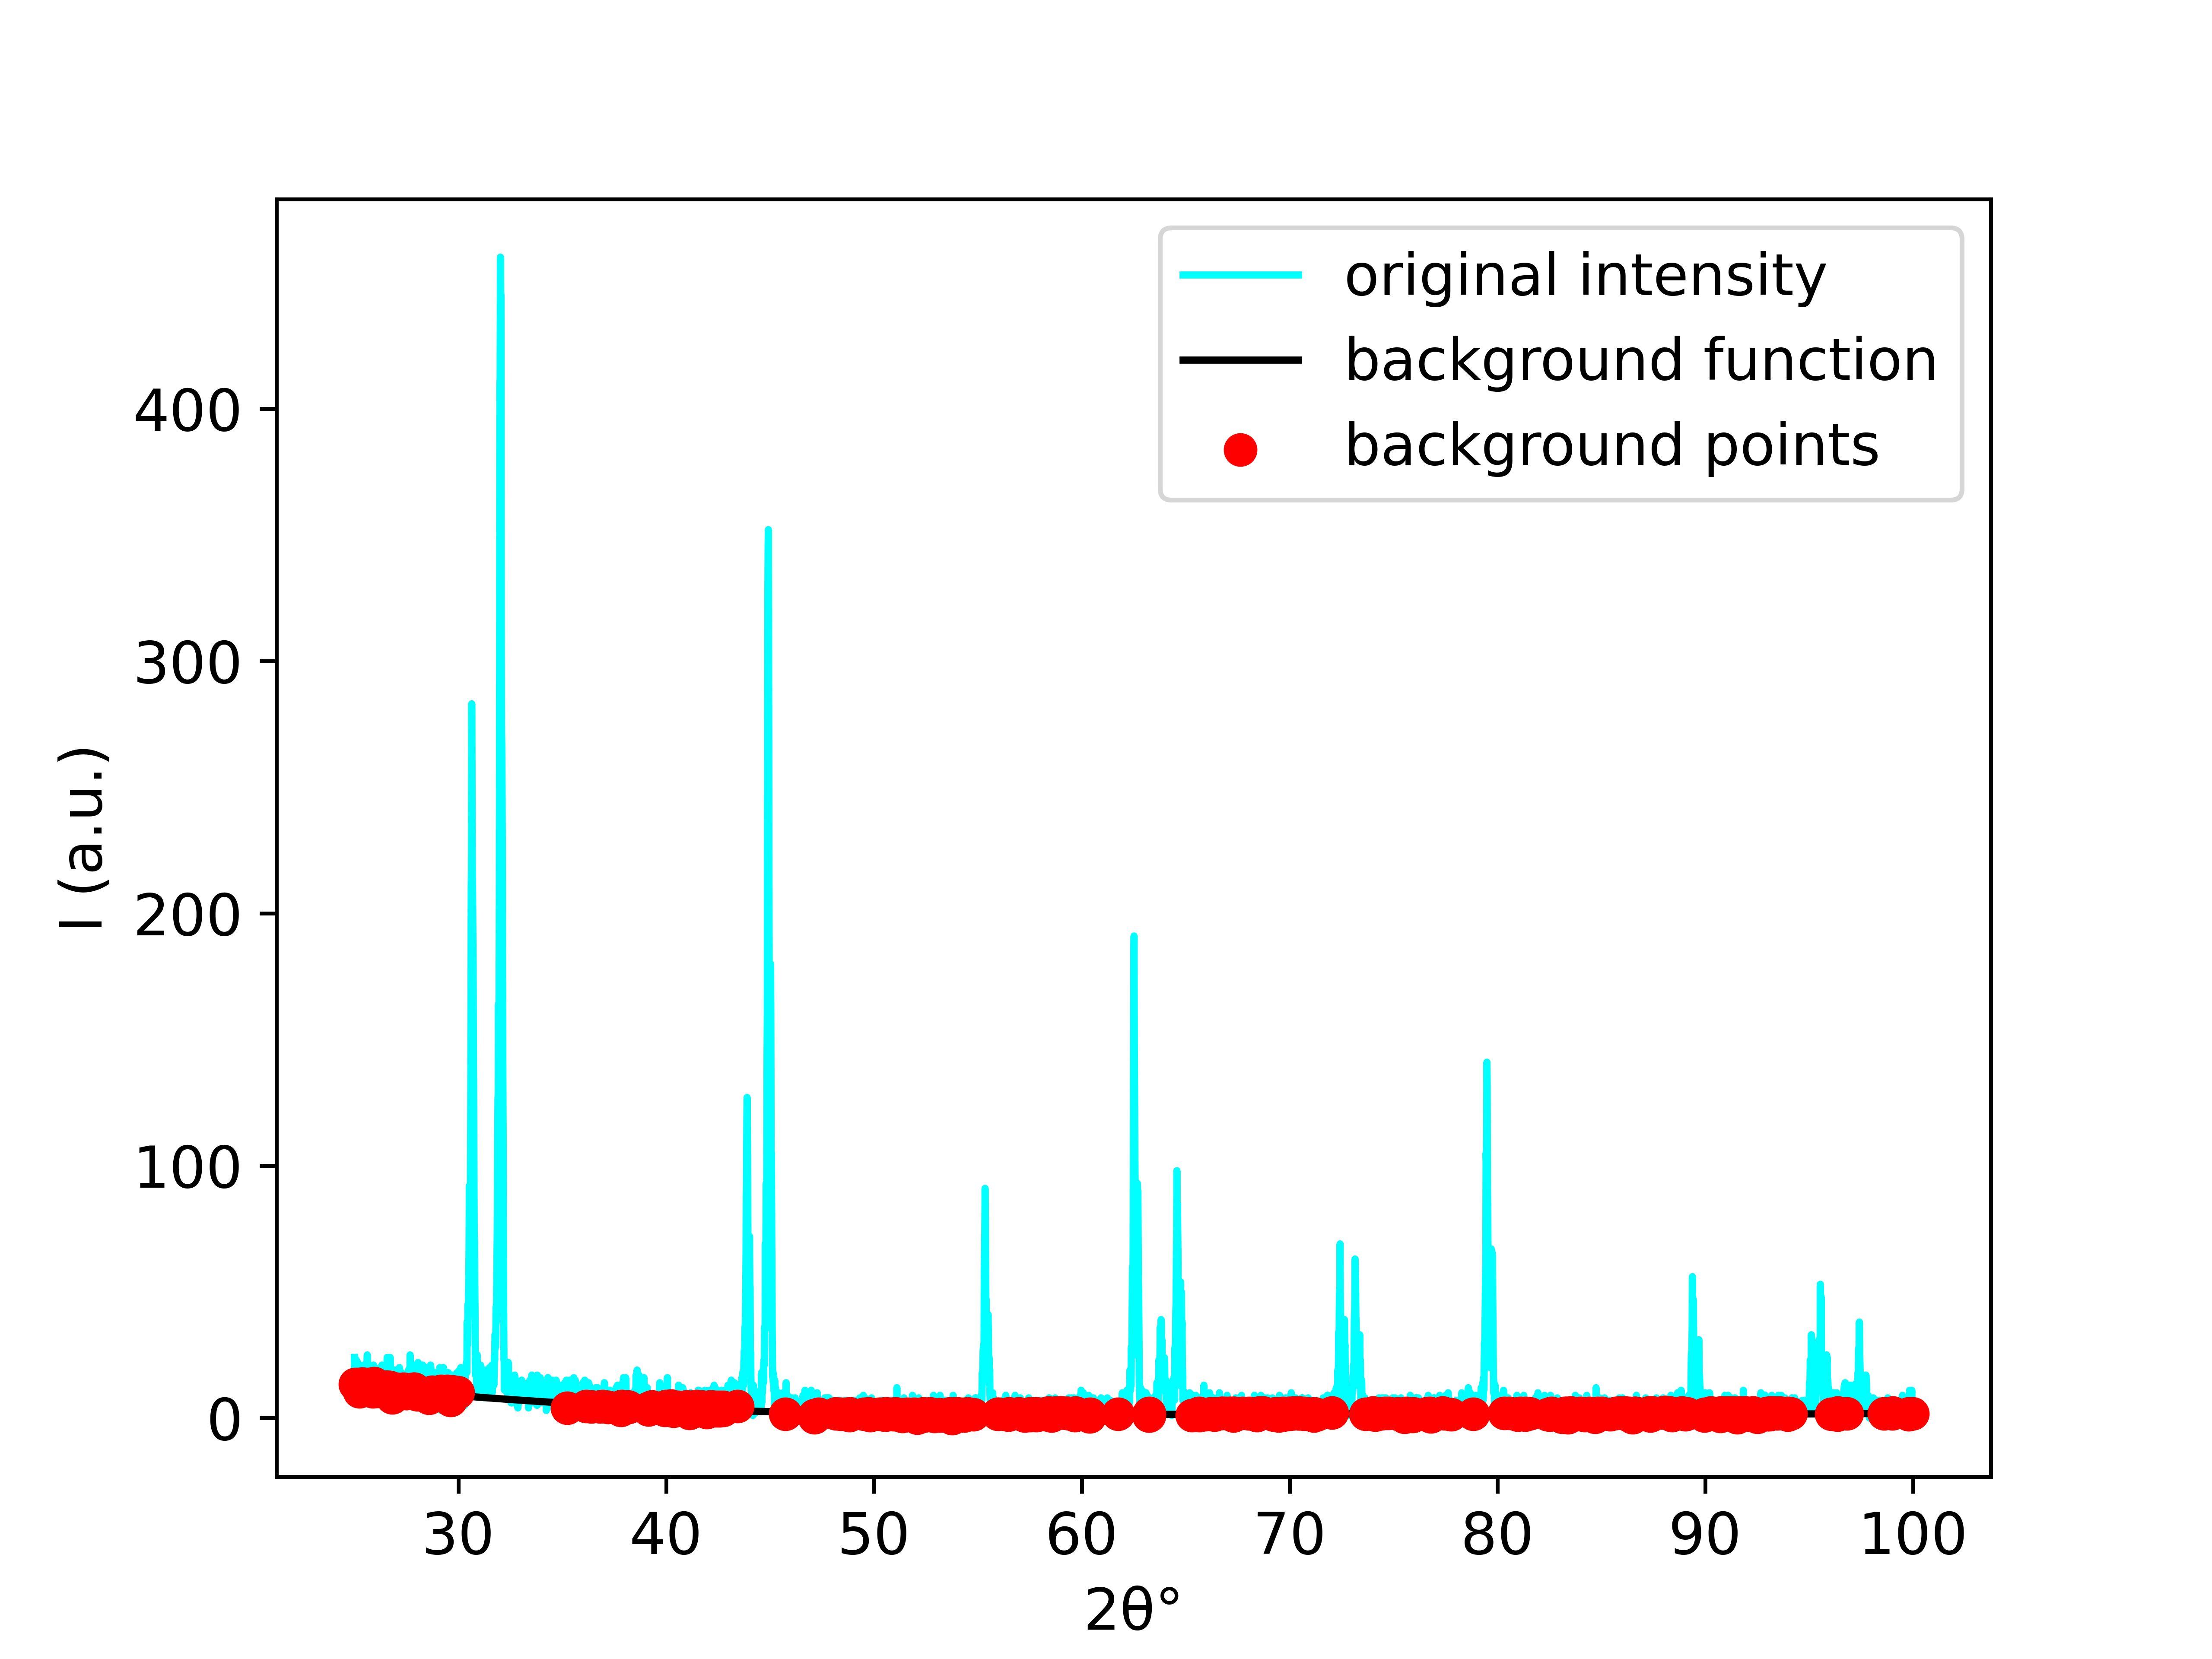 original intensity
background function
background points
400
300
200
100
0
I (a.u.)
30 40 50 60 70 80 90 100
2θ°